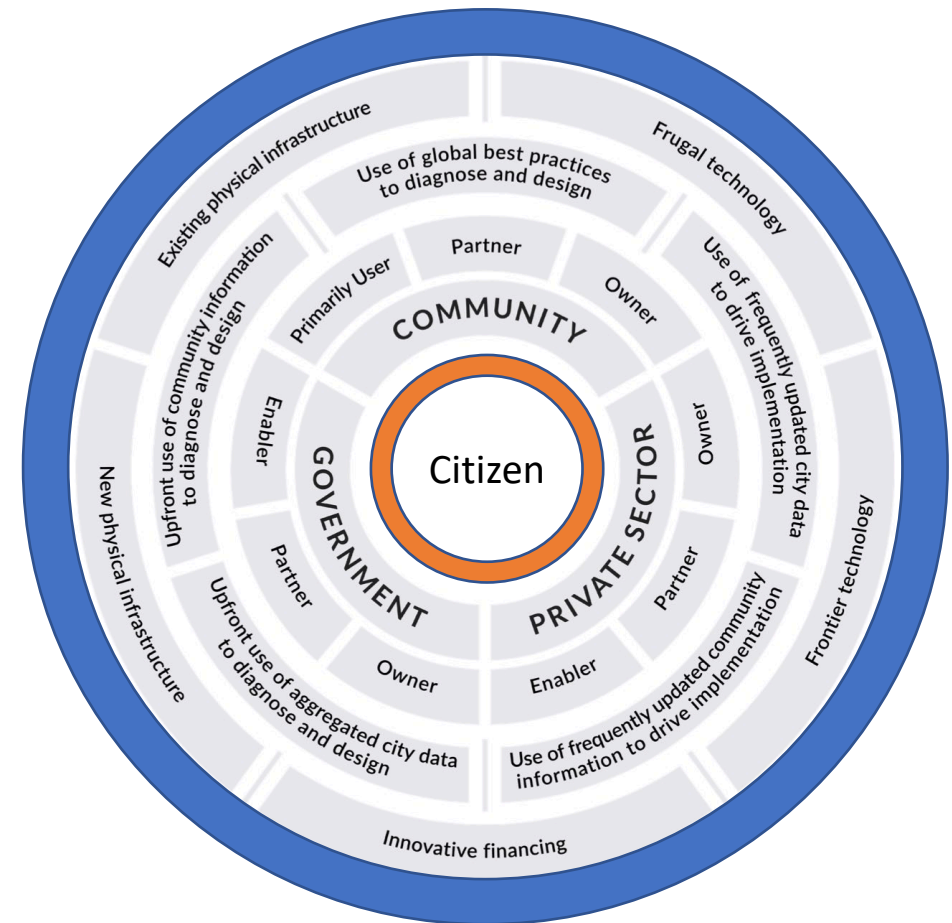 Existing physical infrastructure
Frugal technology
Frontier technology
Innovative financing
New physical infrastructure
Use of global best practices
to diagnose and design
Use of frequently updated city data
to drive implementation
Use of frequently updated community
information to drive implementation
Upfront use of aggregated city data
to diagnose and design
Upfront use of community information
to diagnose and design
Primarily User
Partner
Owner
Owner
Partner
Enabler
Owner
Partner
Enabler
COMMUNITY
PRIVATE SECTOR
GOVERNMENT
Citizen